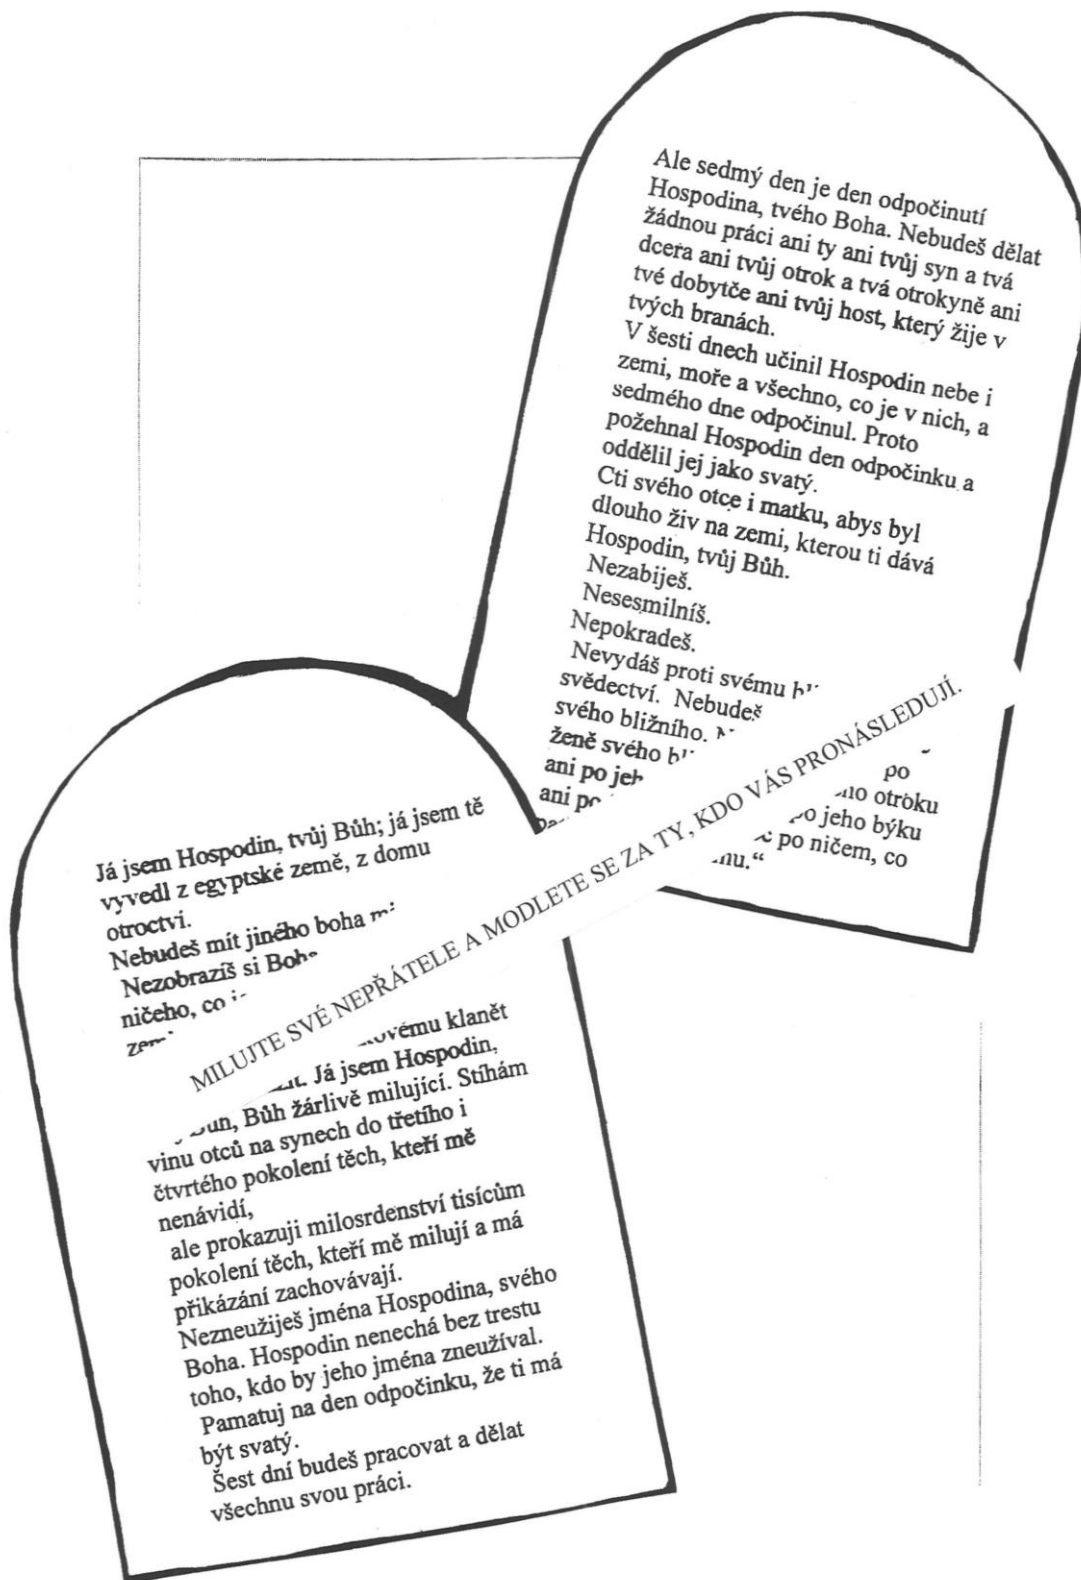 Já jsem Hospodin, tvůj Bůh; já jsem tě
vyvedl z egyptské země, z domu
otroctví.
Nebudeš mít jiného boha
Nezobrazíš si
ničeho, co
klanět
Já jsem Hospodin,
Bůh žárlivě milující. Stíhám
vinu otců na synech do třetího i
čtvrtého pokolení těch, kteří mě
nenávidí,
ale prokazuji milosrdenství tisícům
pokolení těch, kteří mě milují a má
přikázání zachovávají.
Nezneužiješ jména Hospodina, svého
Boha. Hospodin nenechá bez trestu
toho, kdo by jeho jména zneužíval.
Pamatuj na den odpočinku, že ti má
být svatý.
Šest dní budeš pracovat a dělat
všechnu svou práci.
MILUJTE SVÉ NEPŘÁTELE A MODLETE SE ZA TY, KDO VÁS PRONÁSLEDUJÍ.
Ale sedmý den je den odpočinutí
Hospodina, tvého Boha. Nebudeš dělat
žádnou práci ani ty ani tvůj syn a tvá
dcera ani tvůj otrok a tvá otrokyně ani
tvé dobytče ani tvůj host, který žije v
tvých branách.
V šesti dnech učinil Hospodin nebe i
zemi, moře a všechno, co je v nich, a
sedmého dne odpočinul. Proto
požehnal Hospodin den odpočinku a
oddělil jej jako svatý.
Cti svého otce i matku, abys byl
dlouho živ na zemi, kterou ti dává
Hospodin, tvůj Bůh.
Nezabiješ.
Nesesmilníš.
Nepokradeš.
Nevydáš proti svému
svědectví. Nebudeš
svého bližního.
ženě svého po
ani po otroku
ani po jeho býku
po ničem, co